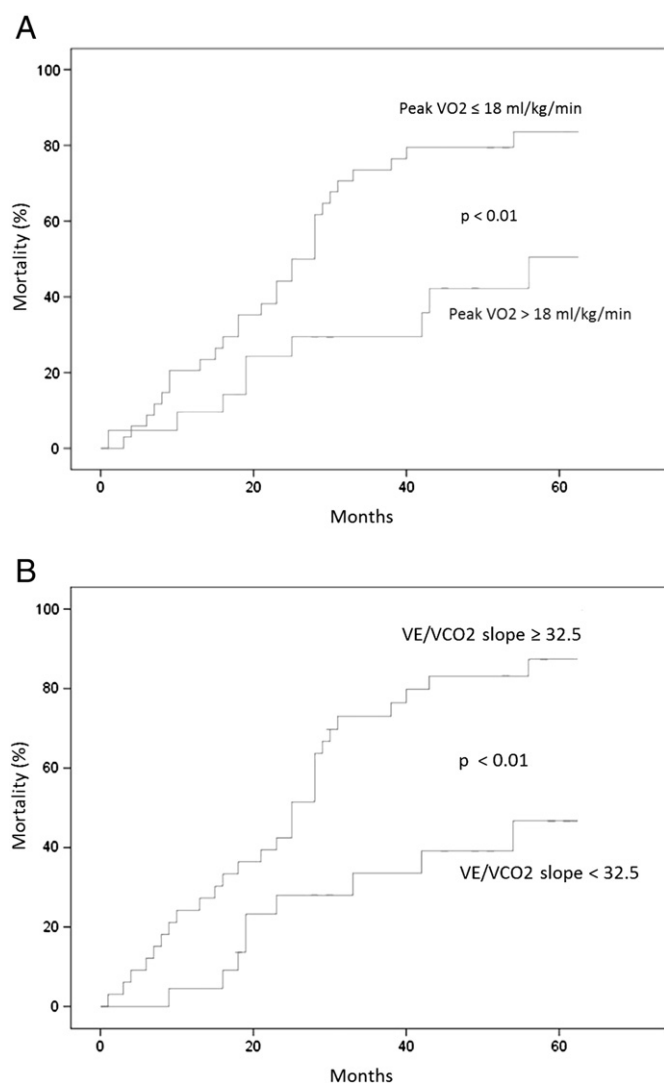 A
100
80
60
40
20
0
Mortality (%)
Peak VO2 ≤ 18 ml/kg/min
p < 0.01
Peak VO2 > 18 ml/kg/min
0 20 40 60
Months
B
100
80
60
40
20
0
Mortality (%)
VE/VCO2 slope ≥ 32.5
p < 0.01
VE/VCO2 slope < 32.5
0 20 40 60
Months